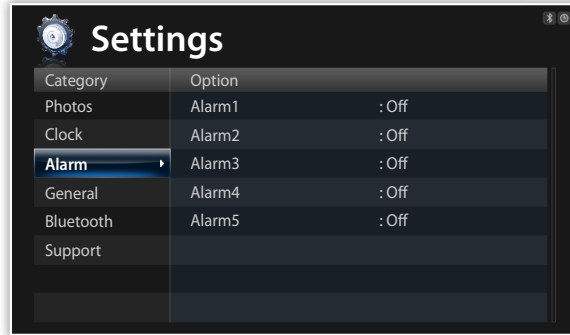 Settings
Category Option
Photos Alarm1 : Off
Clock Alarm2 : Off
Alarm Alarm3 : Off
General Alarm4 : Off
Bluetooth Alarm5 : Off
Support